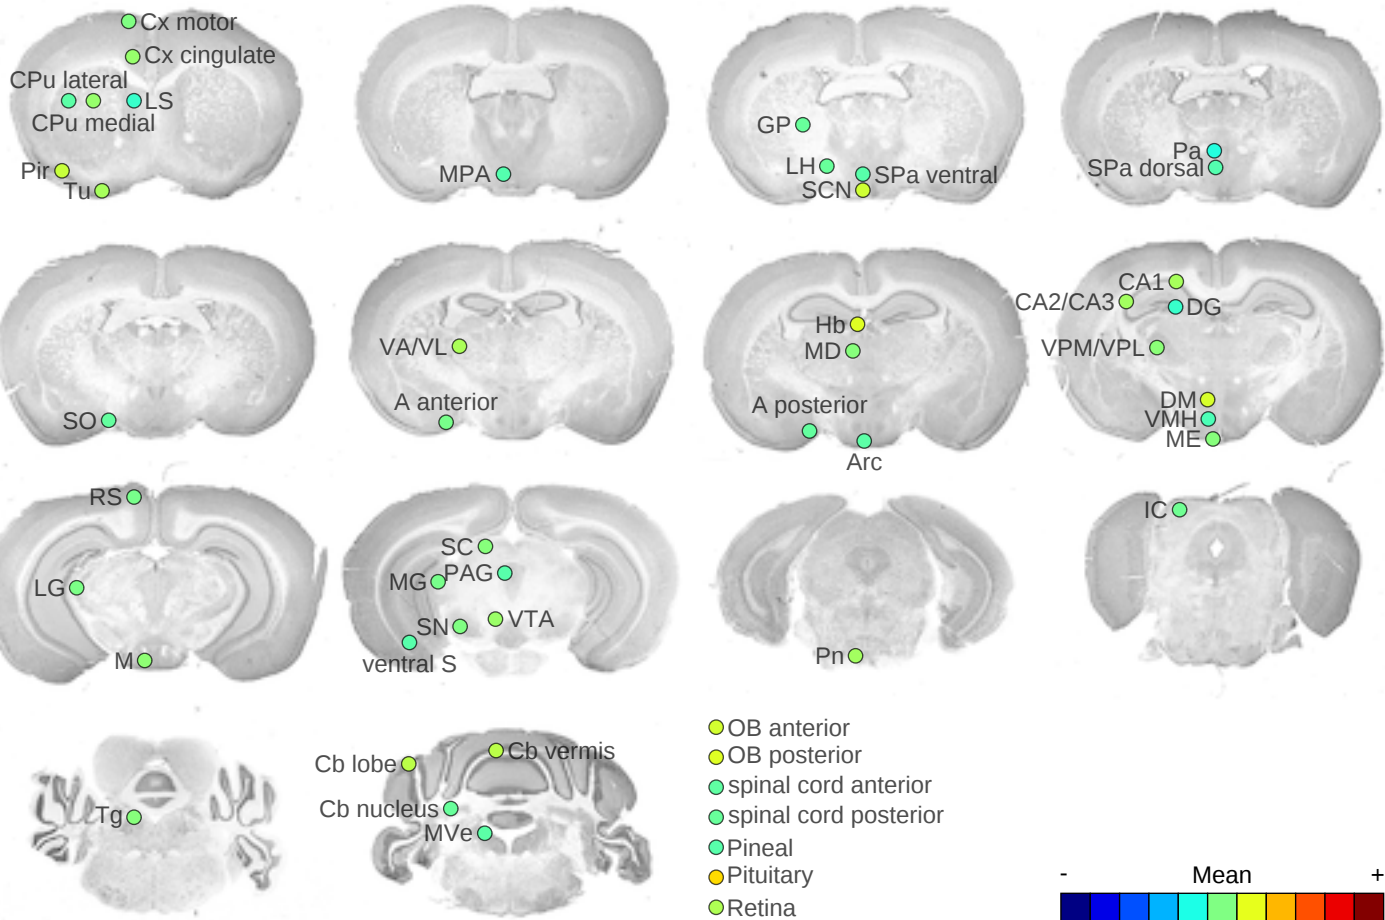 Cx motor
Cx cingulate
CPu lateral
LS
CPu medial
Pir
Tu
MPA
GP
LH
SPa ventral
SCN
Pa
SPa dorsal
SO
VA/VL
A anterior
Hb
MD
A posterior
Arc
CA1
CA2/CA3
DG
VPM/VPL
DM
VMH
ME
RS
LG
M
SC
MG
PAG
SN
VTA
ventral S
Pn
IC
Tg
Cb lobe
Cb vermis
Cb nucleus
MVe
OB anterior
OB posterior
spinal cord anterior
spinal cord posterior
Pineal
Pituitary
Retina
- Mean +